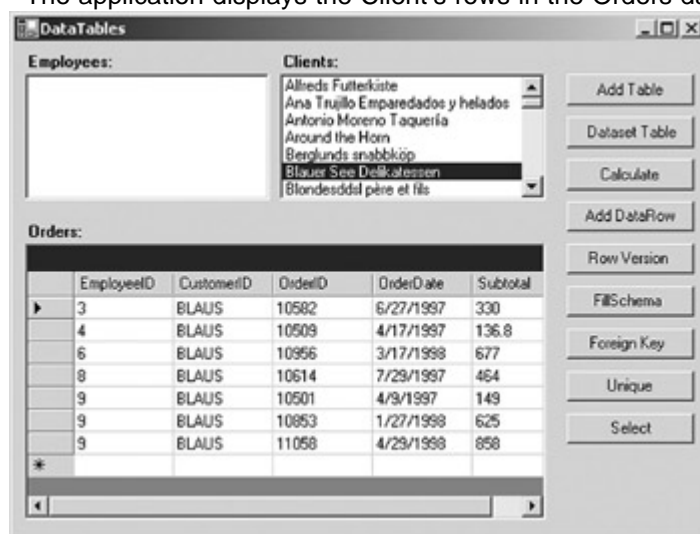 The application displays the Client's rows in the Orders da
DataTables
Employees:
Clients:
Alfreds Futterkiste
Ana Trujillo Emparedados y helados
Antonio Moreno Taquería
Around the Horn
Berglunds snabbköp
Blauer See Delikatessen
Blondesddsl père et fils
Add Table
Dataset Table
Calculate
Add DataRow
Row Version
FillSchema
Foreign Key
Unique
Select
Orders:
EmployeeID CustomerID OrderID OrderDate Subtotal
3 BLAUS 10582 6/27/1997 330
4 BLAUS 10509 4/17/1997 136.8
6 BLAUS 10956 3/17/1998 677
8 BLAUS 10614 7/29/1997 464
9 BLAUS 10501 4/9/1997 149
9 BLAUS 10853 1/27/1998 625
9 BLAUS 11058 4/29/1998 858